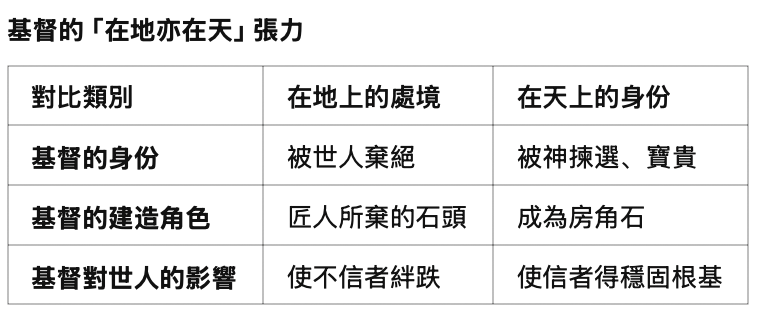 基督的「在地亦在天」張力
對比類別 在地上的處境 在天上的身份
基督的身份 被世人棄絕 被神揀選、寶貴
基督的建造角色 匠人所棄的石頭 成為房角石
基督對世人的影響 使不信者絆跌 使信者得穩固根基